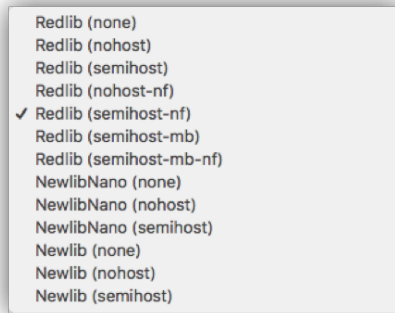 Redlib (none)
Redlib (nohost)
Redlib (semihost)
Redlib (nohost-nf)
✓ Redlib (semihost-nf)
Redlib (semihost-mb)
Redlib (semihost-mb-nf)
NewlibNano (none)
NewlibNano (nohost)
NewlibNano (semihost)
Newlib (none)
Newlib (nohost)
Newlib (semihost)